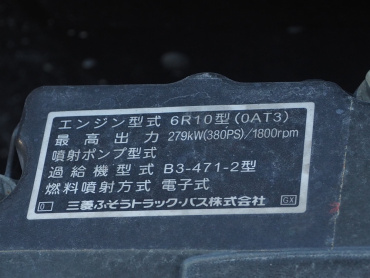 エンジン型式 6R10型(0AT3)
最高出力 279kW(380PS)/1800rpm
噴射ポンプ型式
過給機型式 B3-471-2型
燃料噴射方式 電子式
0 三菱ふそうトラック・バス株式会社 GX